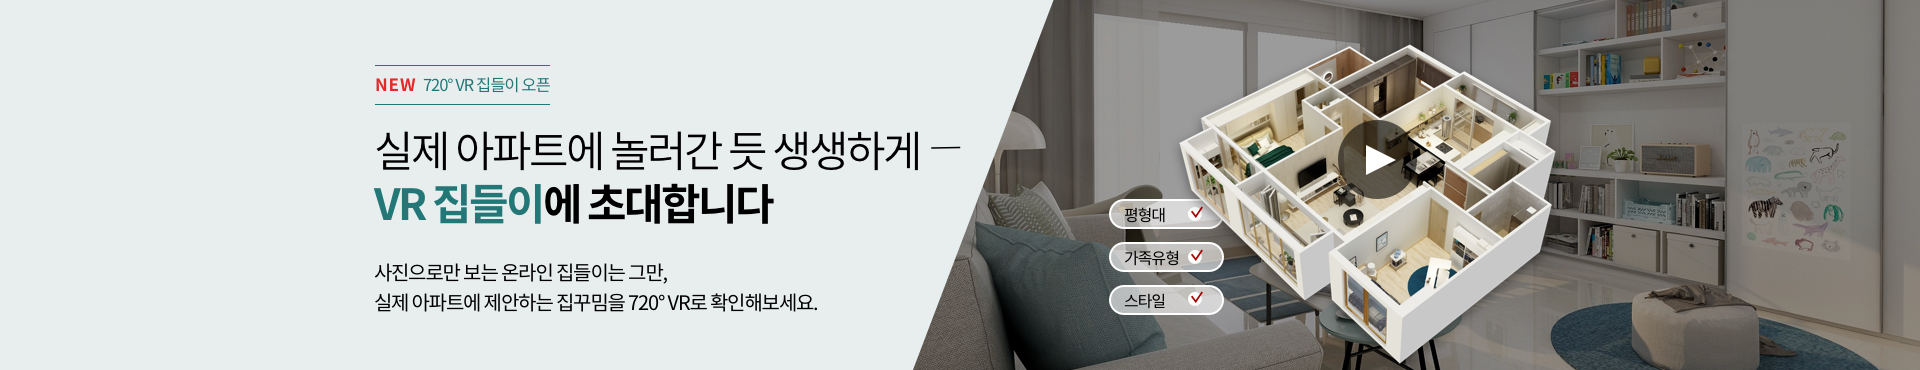 NEW 720° VR 집들이 오픈
실제 아파트에 놀러간 듯 생생하게 —
VR 집들이에 초대합니다
사진으로만 보는 온라인 집들이는 그만,
실제 아파트에 제안하는 집꾸밈을 720° VR로 확인해보세요.
평형대
가족유형
스타일